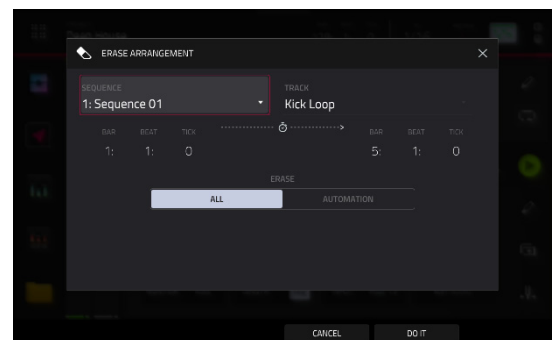 ERASE ARRANGEMENT
SEQUENCE
1: Sequence 01
TRACK
Kick Loop
BAR BEAT TICK BAR BEAT TICK
1: 1: 0 5: 1: 0
ERASE
ALL AUTOMATION
CANCEL DO IT